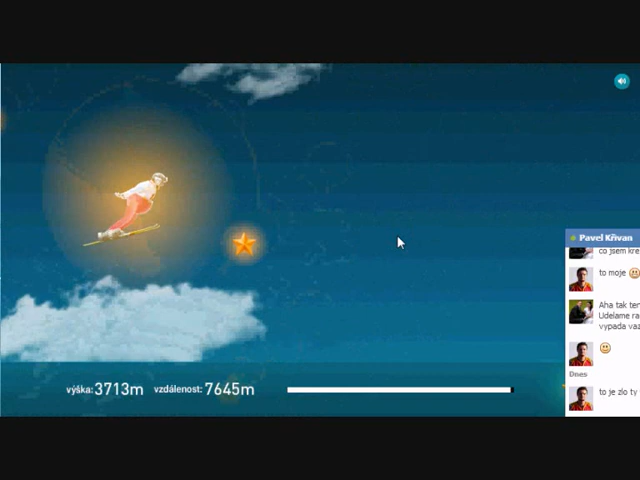 Pavel Křivan
co jsem kre
to moje
Aha tak ten
Udelame ra
vypada vaz
Dnes
to je zlo ty
výška: 3713m vzdálenost: 7645m